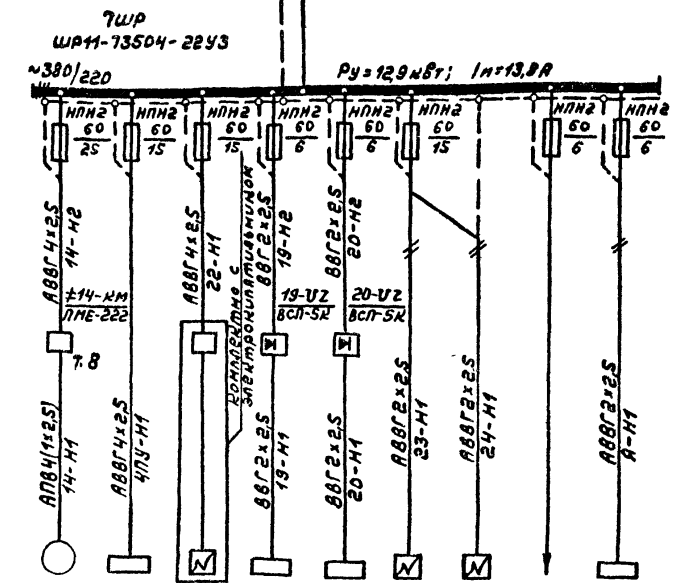 7ШР
ШР11-73504-22У3
~380/220
Ру=12,9кВт; Iм=13,8А
НПН2 60/25
НПН2 60/15
НПН2 60/15
НПН2 60/6
НПН2 60/6
НПН2 60/15
НПН2 60/6
НПН2 60/6
АВВГ4х2,5
14-Н2
АВВГ4х2,5
22-Н1
комплектно с
электрокипятильником
ВВГ2х2,5
19-Н2
ВВГ2х2,5
20-Н2
±14-КМ
ПМЕ-222
т.8
19-UZ
ВСП-5К
20-UZ
ВСП-5К
АПВ4(1х2,5)
14-Н1
АВВГ4х2,5
4ПУ-Н1
ВВГ2х2,5
19-Н1
ВВГ2х2,5
20-Н1
АВВГ2х2,5
23-Н1
АВВГ2х2,5
24-Н1
АВВГ2х2,5
А-Н1